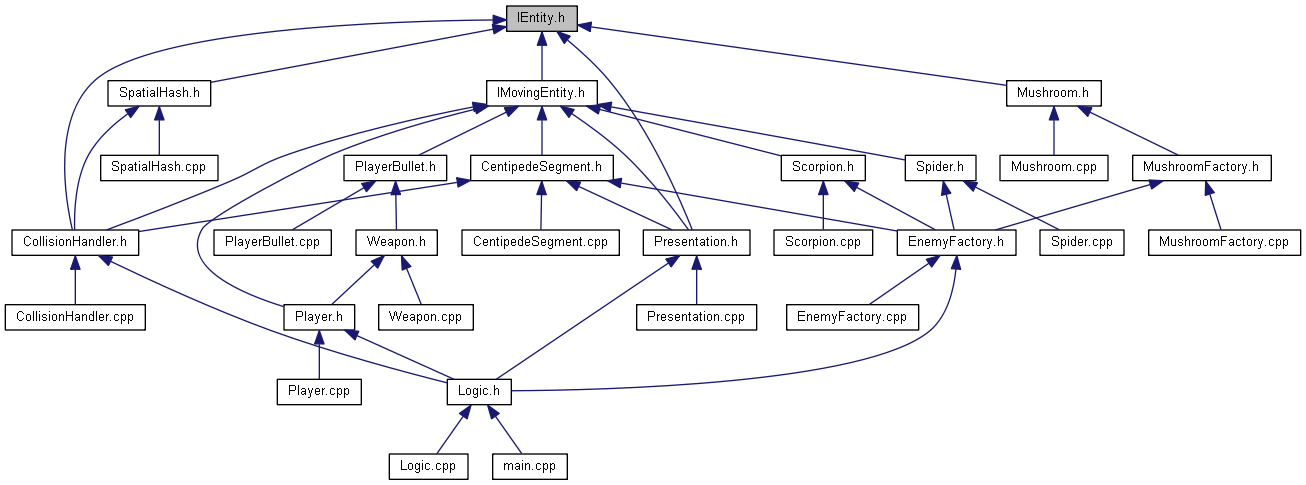 IEntity.h
SpatialHash.h
IMovingEntity.h
Mushroom.h
SpatialHash.cpp
PlayerBullet.h
CentipedeSegment.h
Scorpion.h
Spider.h
Mushroom.cpp
MushroomFactory.h
CollisionHandler.h
PlayerBullet.cpp
Weapon.h
CentipedeSegment.cpp
Presentation.h
Scorpion.cpp
EnemyFactory.h
Spider.cpp
MushroomFactory.cpp
CollisionHandler.cpp
Player.h
Weapon.cpp
Presentation.cpp
EnemyFactory.cpp
Player.cpp
Logic.h
Logic.cpp
main.cpp